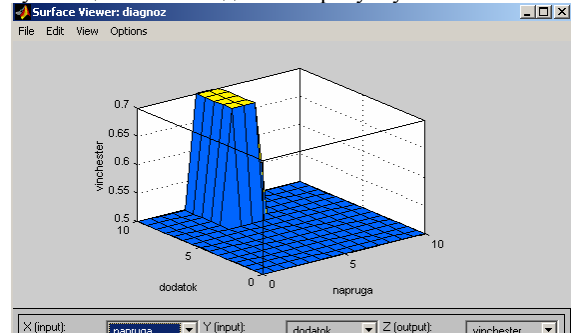 Surface Viewer: diagnoz
File Edit View Options
0.7
0.65
0.6
0.55
0.5
vinchester
10
5
0
dodatok
0
5
10
napruga
X (input): napruga Y (input): dodatok Z (output): vinchester